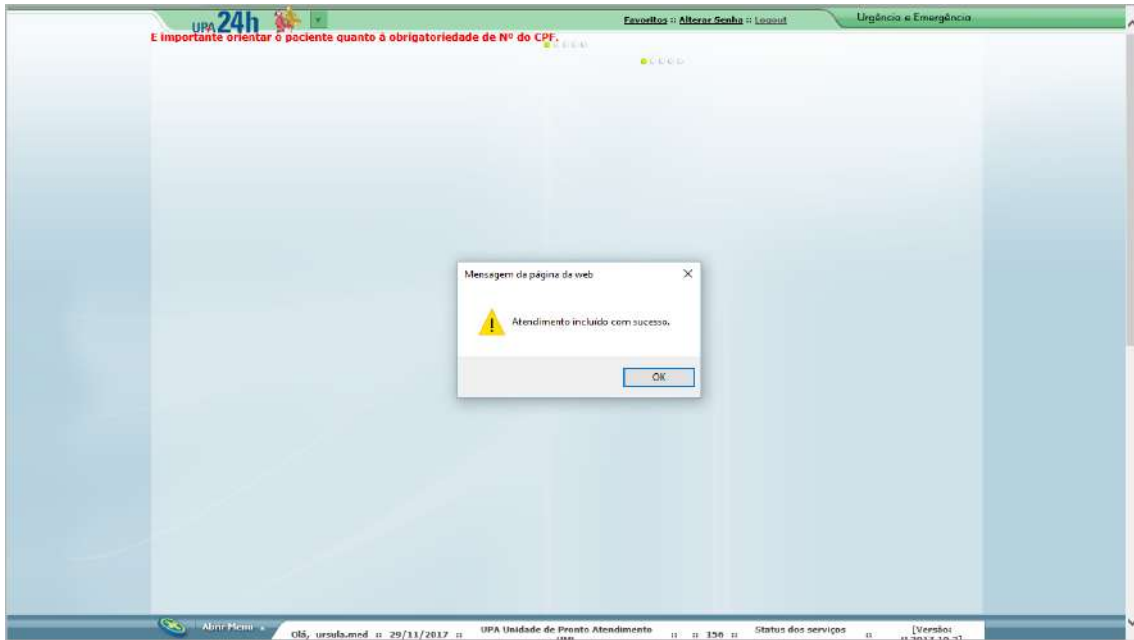 UPA 24h
Favoritos :: Alterar Senha :: Logout
Urgência e Emergência
E importante orientar o paciente quanto à obrigatoriedade de Nº do CPF.
Mensagem da página da web
Atendimento incluído com sucesso.
OK
Abrir Menu
Olá, ursula.med :: 29/11/2017 :: UPA Unidade de Pronto Atendimento :: :: 156 :: Status dos serviços :: [Versão: